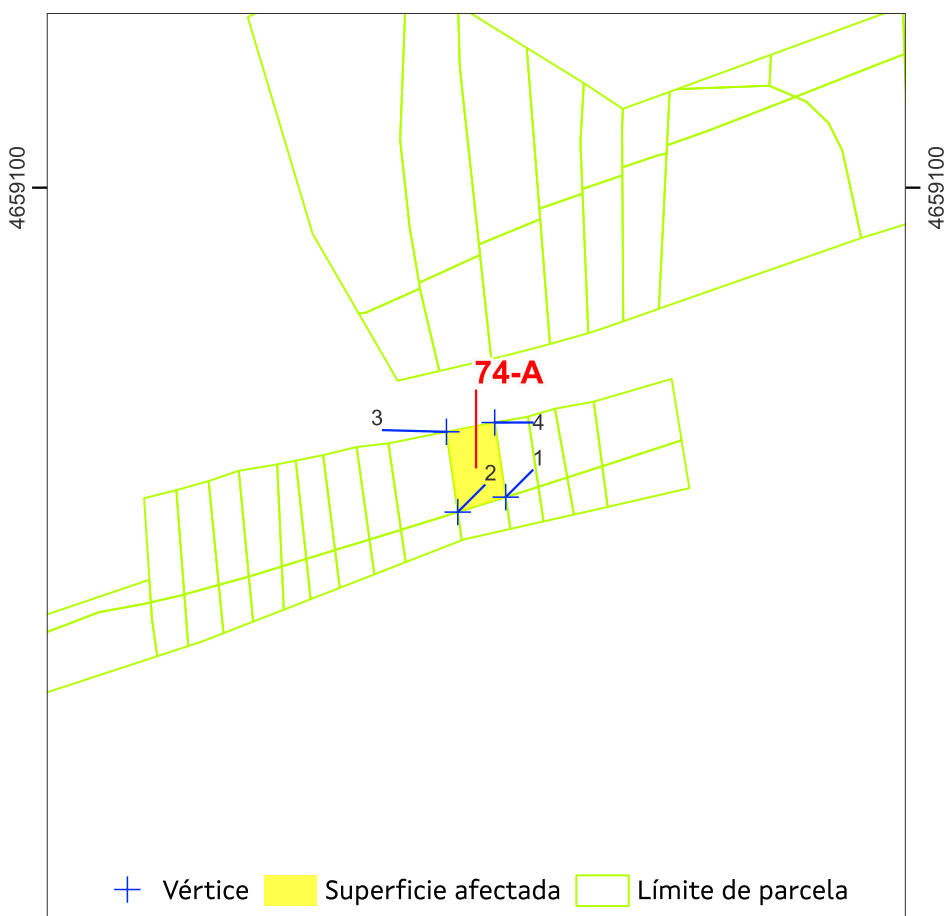 4659100
4659100
74-A
3
4
1
2
Vértice
Superficie afectada
Límite de parcela